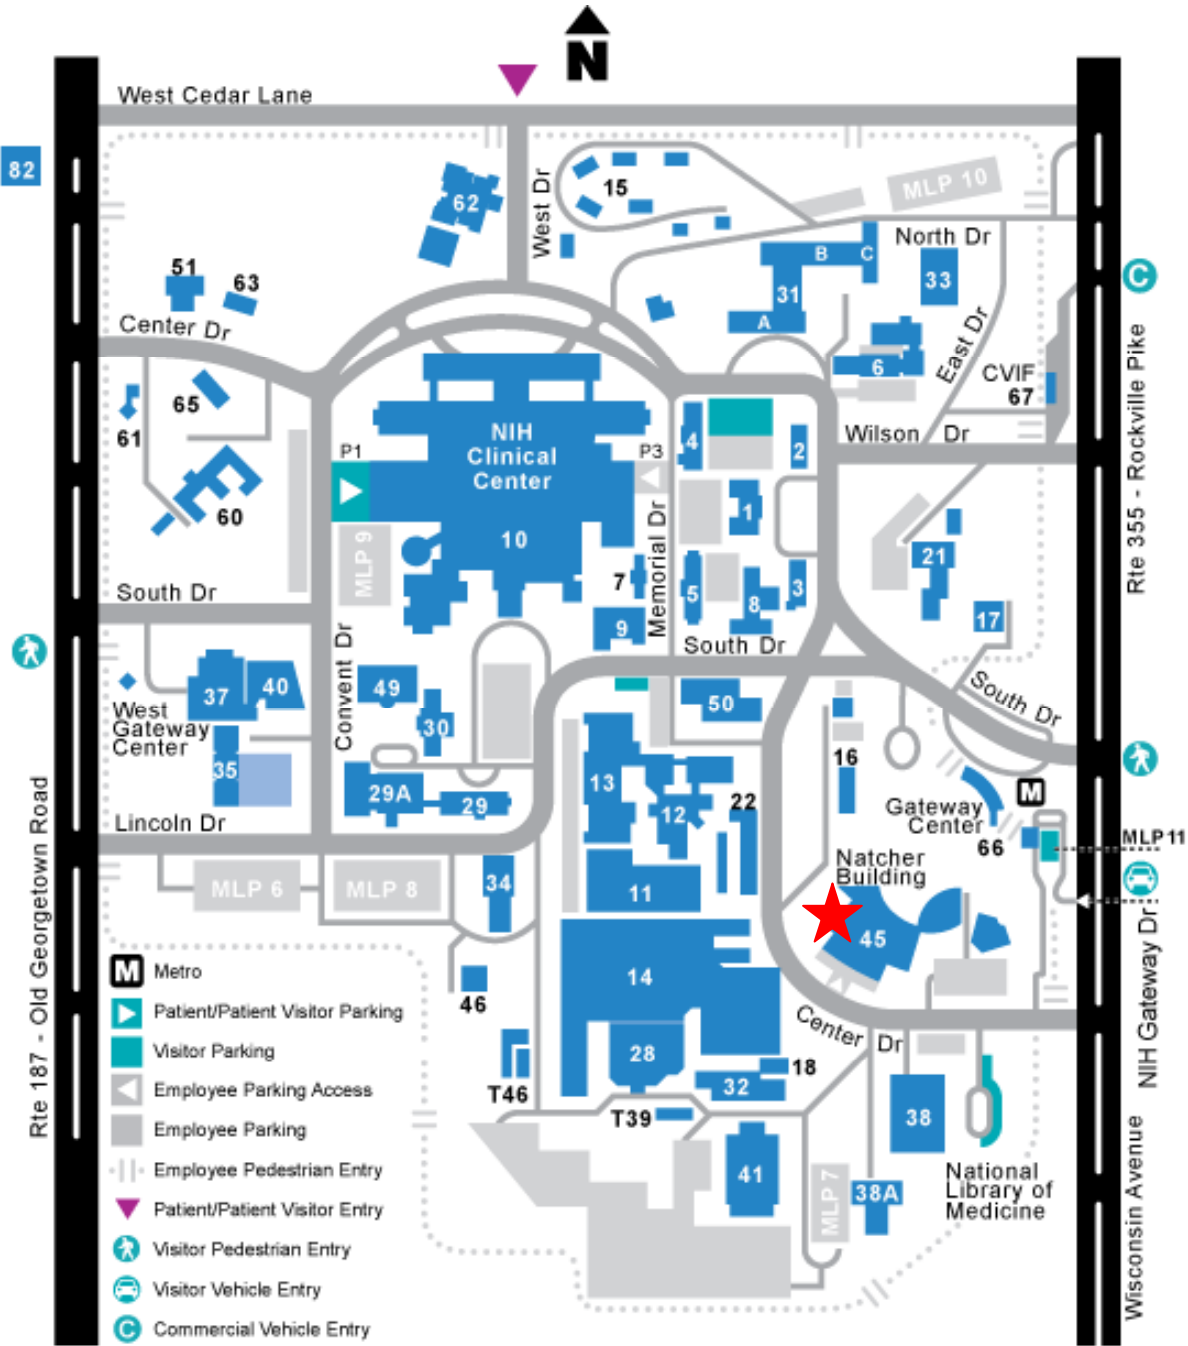 N
West Cedar Lane
82
West Dr
15
MLP 10
62
North Dr
B
C
51
63
31
33
A
Center Dr
6
East Dr
CVIF
67
C
Rte 355 - Rockville Pike
65
61
60
NIH
Clinical
Center
10
P1
P3
4
2
Wilson Dr
1
MLP 9
Memorial Dr
7
5
8
3
9
21
17
South Dr
South Dr
South Dr
37
40
West
Gateway
Center
35
Convent Dr
49
30
50
29A
29
13
12
22
16
Gateway
Center
66
M
MLP 11
Lincoln Dr
MLP 6
MLP 8
34
11
Natcher
Building
45
14
46
T46
28
18
32
T39
Center Dr
38
41
MLP 7
38A
National
Library of
Medicine
NIH Gateway Dr
Wisconsin Avenue
Rte 187 - Old Georgetown Road
M Metro
Patient/Patient Visitor Parking
Visitor Parking
Employee Parking Access
Employee Parking
Employee Pedestrian Entry
Patient/Patient Visitor Entry
Visitor Pedestrian Entry
Visitor Vehicle Entry
C Commercial Vehicle Entry